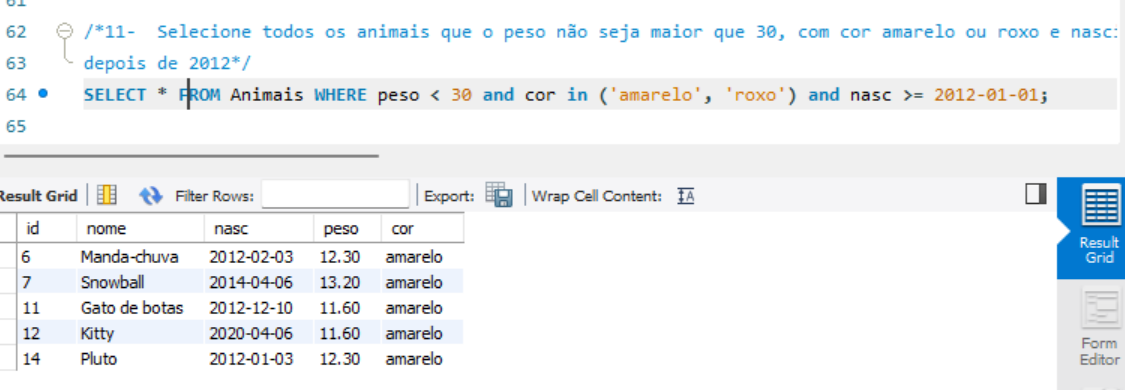 61
62 /*11-  Selecione todos os animais que o peso não seja maior que 30, com cor amarelo ou roxo e nasc
63 depois de 2012*/
64 SELECT * FROM Animais WHERE peso < 30 and cor in ('amarelo', 'roxo') and nasc >= 2012-01-01;
65
Result Grid Filter Rows: Export: Wrap Cell Content: IA
id nome nasc peso cor
6 Manda-chuva 2012-02-03 12.30 amarelo
7 Snowball 2014-04-06 13.20 amarelo
11 Gato de botas 2012-12-10 11.60 amarelo
12 Kitty 2020-04-06 11.60 amarelo
14 Pluto 2012-01-03 12.30 amarelo
Result
Grid
Form
Editor